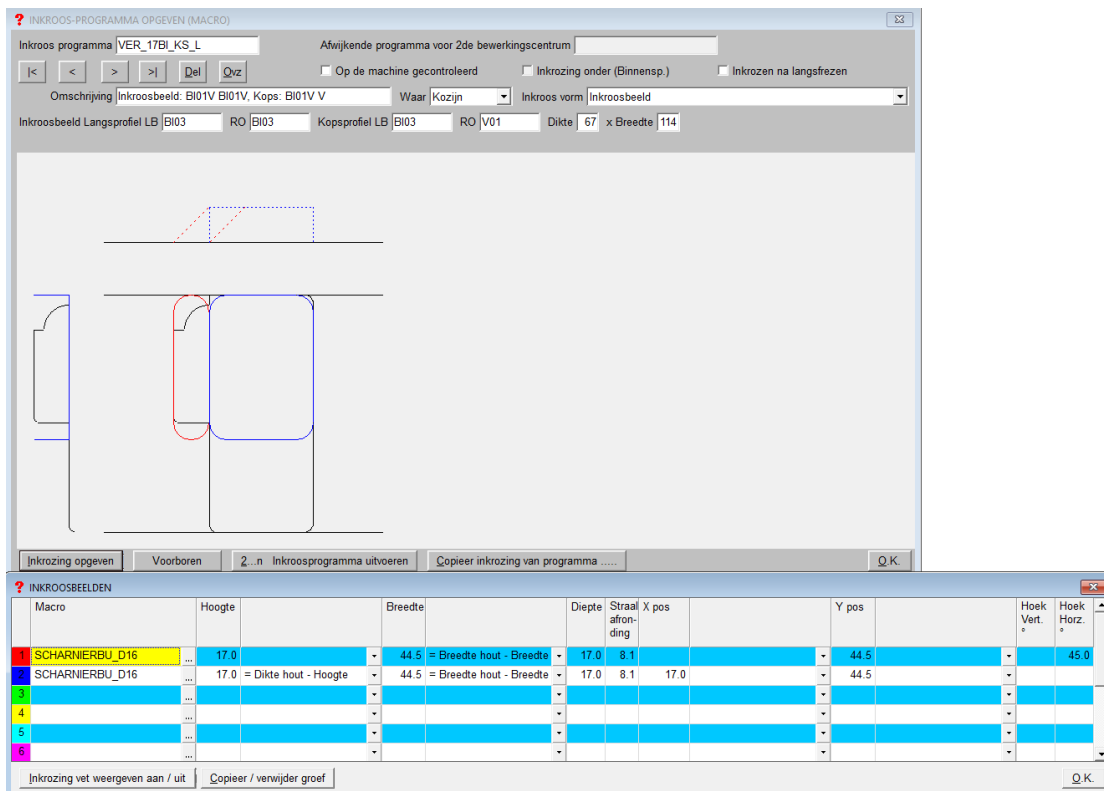 INKROOS-PROGRAMMA OPGEVEN (MACRO)
Inkroos programma VER_17BI_KS_L Afwijkende programma voor 2de bewerkingscentrum
|< < > >| Del Ovz Op de machine gecontroleerd Inkrozing onder (Binnensp.) Inkrozen na langsfrezen
Omschrijving Inkroosbeeld: BI01V BI01V, Kops: BI01V V Waar Kozijn Inkroos vorm Inkroosbeeld
Inkroosbeeld Langsprofiel LB BI03 RO BI03 Kopsprofiel LB BI03 RO V01 Dikte 67 x Breedte 114
Inkrozing opgeven Voorboren 2...n Inkroosprogramma uitvoeren Copieer inkrozing van programma ..... O.K.
INKROOSBEELDEN
Macro Hoogte Breedte Diepte Straal X pos Y pos Hoek Hoek
afron- Vert. Horz.
ding ° °
1 SCHARNIERBU_D16 ... 17.0 44.5 = Breedte hout - Breedte 17.0 8.1 44.5 45.0
2 SCHARNIERBU_D16 ... 17.0 = Dikte hout - Hoogte 44.5 = Breedte hout - Breedte 17.0 8.1 17.0 44.5
3 ...
4 ...
5 ...
6 ...
Inkrozing vet weergeven aan / uit Copieer / verwijder groef O.K.